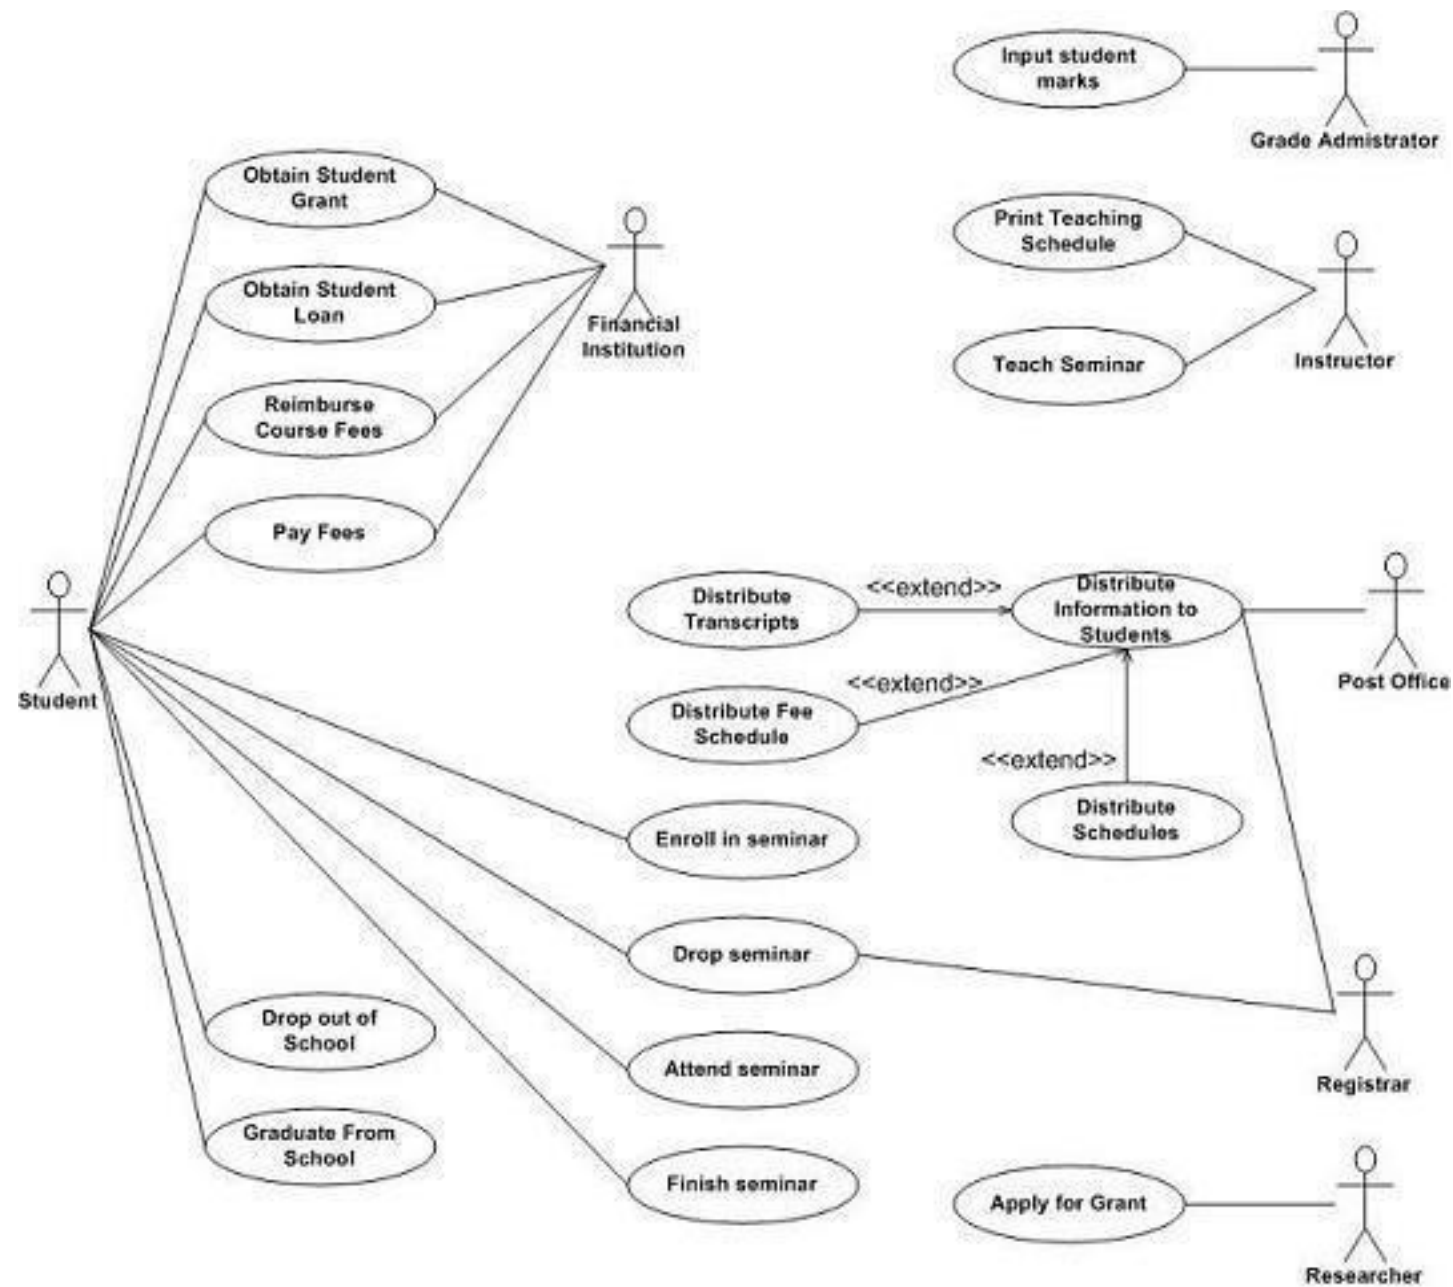 Input student
marks
Grade Admistrator
Obtain Student
Grant
Print Teaching
Schedule
Obtain Student
Loan
Financial
Institution
Teach Seminar
Instructor
Reimburse
Course Fees
Pay Fees
Distribute
Transcripts
<<extend>>
Distribute
Information to
Students
Post Office
Student
<<extend>>
Distribute Fee
Schedule
<<extend>>
Distribute
Schedules
Enroll in seminar
Drop seminar
Drop out of
School
Attend seminar
Registrar
Graduate From
School
Finish seminar
Apply for Grant
Researcher